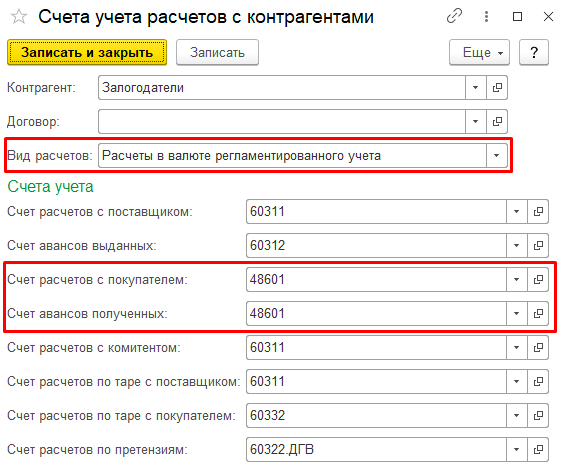 Счета учета расчетов с контрагентами
Записать и закрыть Записать Еще ?
Контрагент: Залогодатели
Договор:
Вид расчетов: Расчеты в валюте регламентированного учета
Счета учета
Счет расчетов с поставщиком: 60311
Счет авансов выданных: 60312
Счет расчетов с покупателем: 48601
Счет авансов полученных: 48601
Счет расчетов с комитентом: 60311
Счет расчетов по таре с поставщиком: 60311
Счет расчетов по таре с покупателем: 60332
Счет расчетов по претензиям: 60322.ДГВ